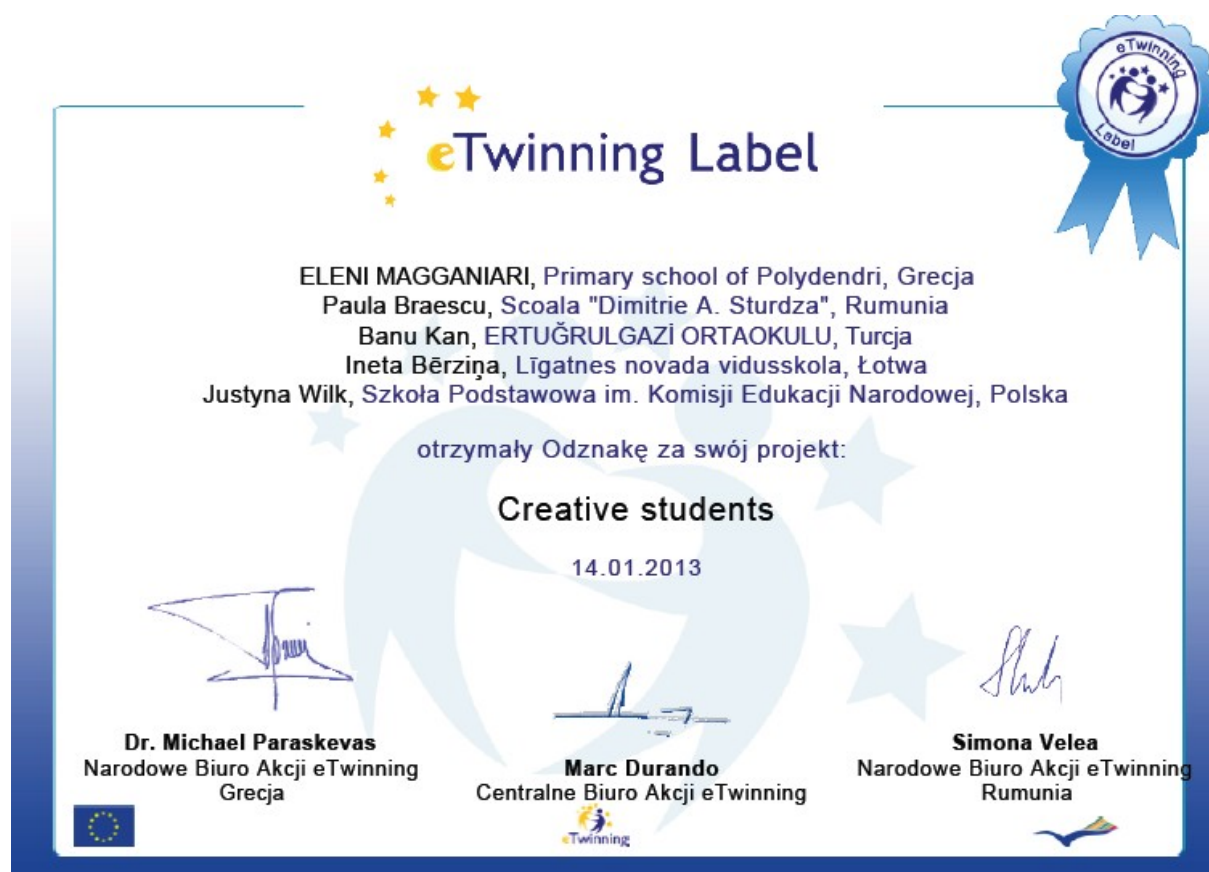 eTwinning
Label
eTwinning Label
ELENI MAGGANIARI, Primary school of Polydendri, Grecja
Paula Braescu, Scoala "Dimitrie A. Sturdza", Rumunia
Banu Kan, ERTUĞRULGAZİ ORTAOKULU, Turcja
Ineta Bērziņa, Līgatnes novada vidusskola, Łotwa
Justyna Wilk, Szkoła Podstawowa im. Komisji Edukacji Narodowej, Polska
otrzymały Odznakę za swój projekt:
Creative students
14.01.2013
Dr. Michael Paraskevas
Narodowe Biuro Akcji eTwinning
Grecja
Marc Durando
Centralne Biuro Akcji eTwinning
eTwinning
Simona Velea
Narodowe Biuro Akcji eTwinning
Rumunia